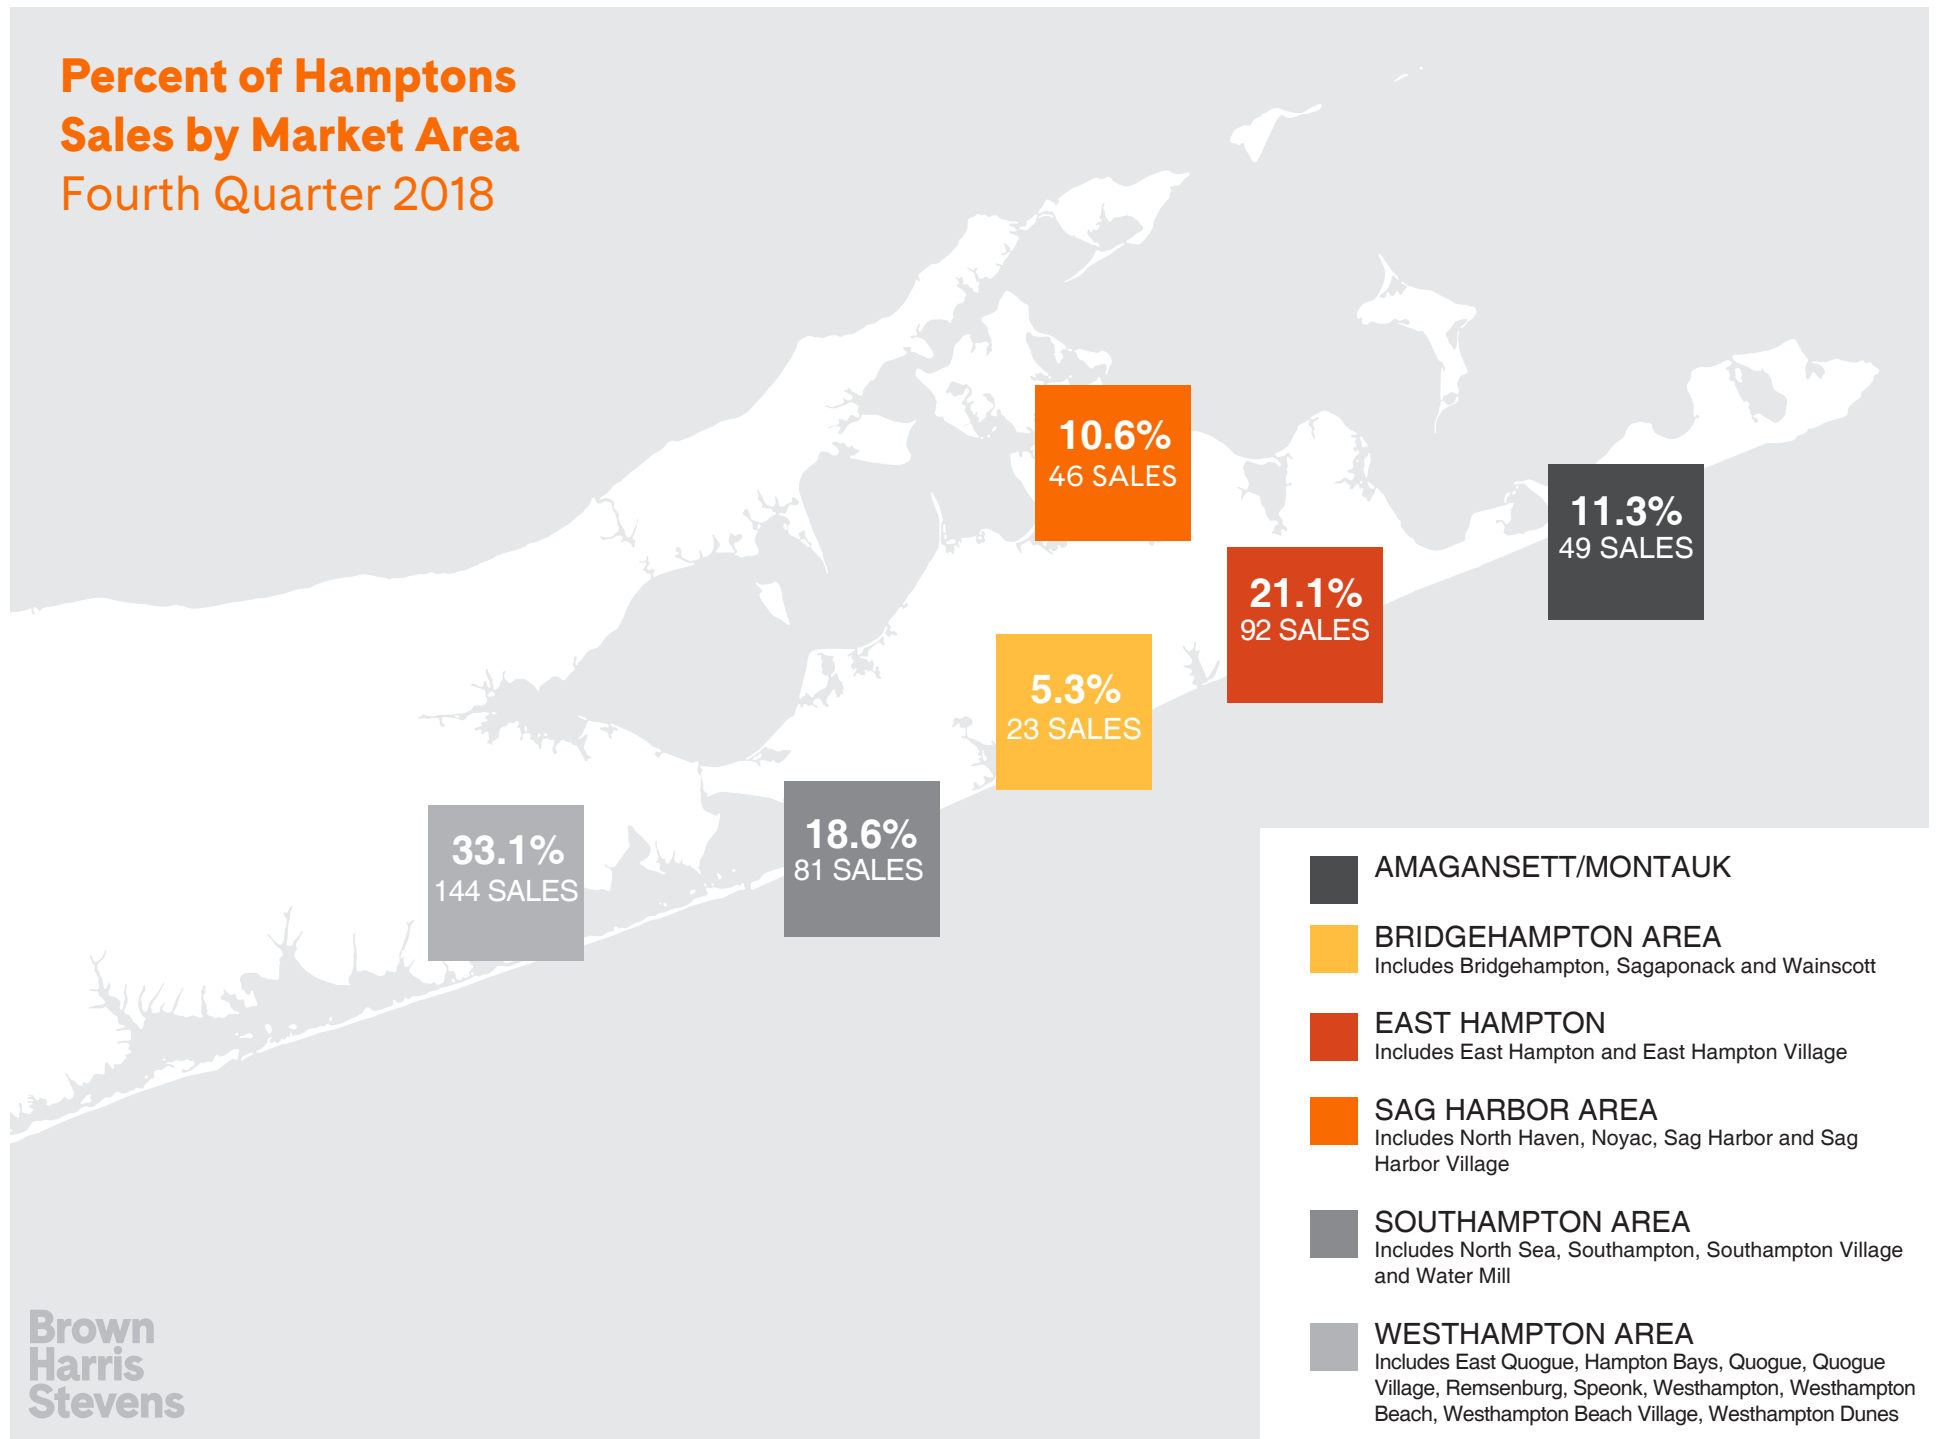 Percent of Hamptons
Sales by Market Area
Fourth Quarter 2018
10.6%
46 SALES
11.3%
49 SALES
21.1%
92 SALES
5.3%
23 SALES
18.6%
81 SALES
33.1%
144 SALES
AMAGANSETT/MONTAUK
BRIDGEHAMPTON AREA
Includes Bridgehampton, Sagaponack and Wainscott
EAST HAMPTON
Includes East Hampton and East Hampton Village
SAG HARBOR AREA
Includes North Haven, Noyac, Sag Harbor and Sag
Harbor Village
SOUTHAMPTON AREA
Includes North Sea, Southampton, Southampton Village
and Water Mill
WESTHAMPTON AREA
Includes East Quogue, Hampton Bays, Quogue, Quogue
Village, Remsenburg, Speonk, Westhampton, Westhampton
Beach, Westhampton Beach Village, Westhampton Dunes
Brown
Harris
Stevens